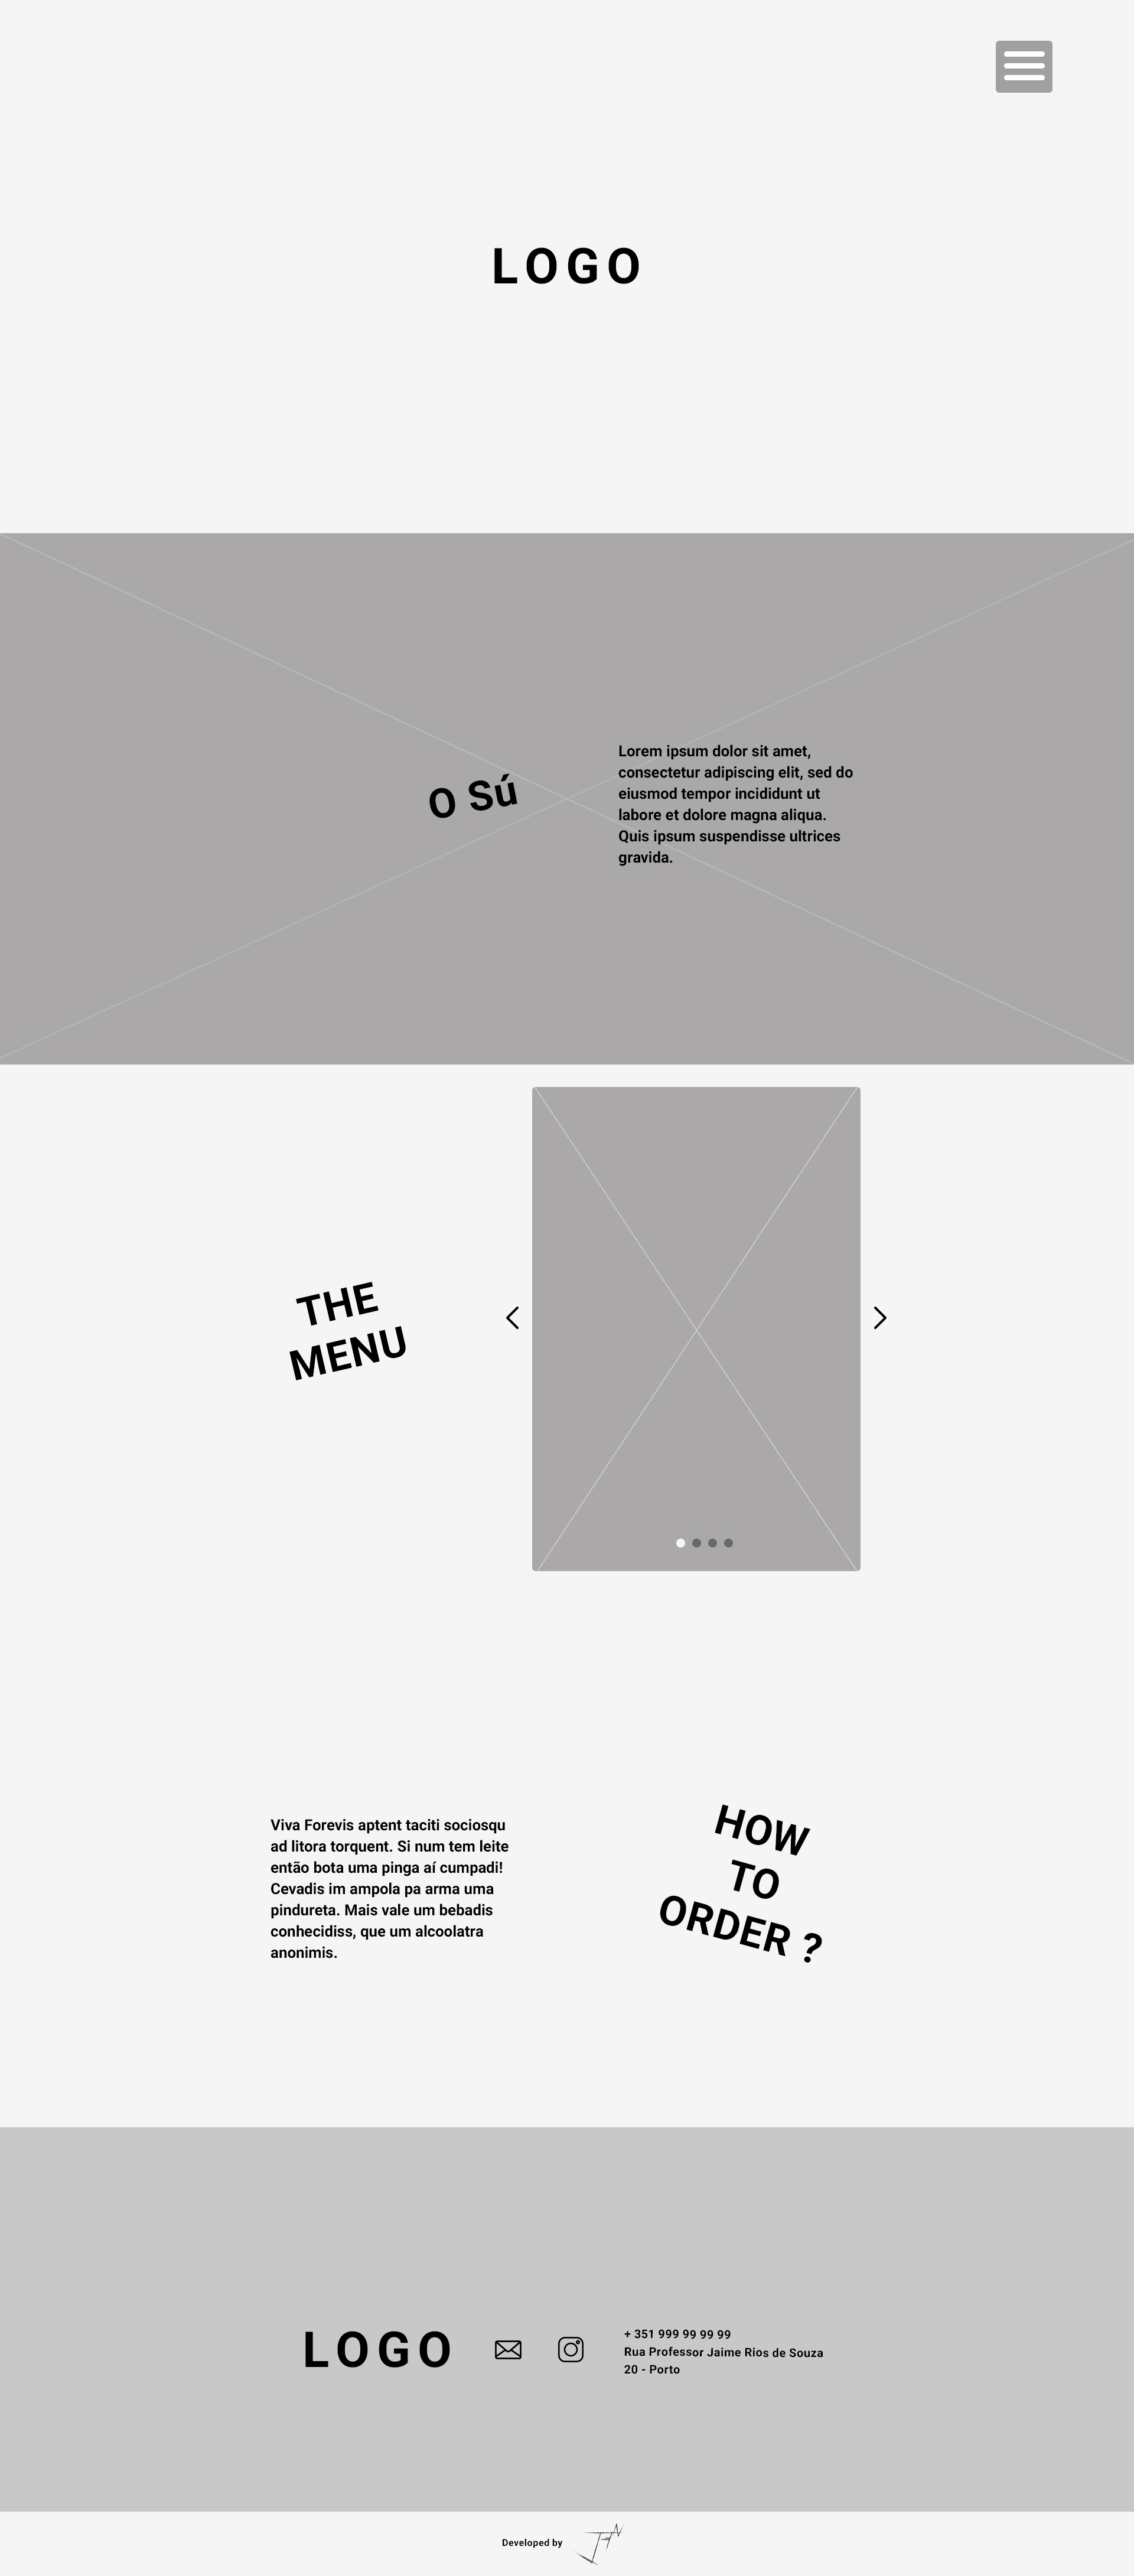 LOGO
O Sú
Lorem ipsum dolor sit amet,
consectetur adipiscing elit, sed do
eiusmod tempor incididunt ut
labore et dolore magna aliqua.
Quis ipsum suspendisse ultrices
gravida.
THE
MENU
Viva Forevis aptent taciti sociosqu
ad litora torquent. Si num tem leite
então bota uma pinga aí cumpadi!
Cevadis im ampola pa arma uma
pindureta. Mais vale um bebadis
conhecidiss, que um alcoolatra
anonimis.
HOW
TO
ORDER ?
LOGO
+ 351 999 99 99 99
Rua Professor Jaime Rios de Souza
20 - Porto
Developed by